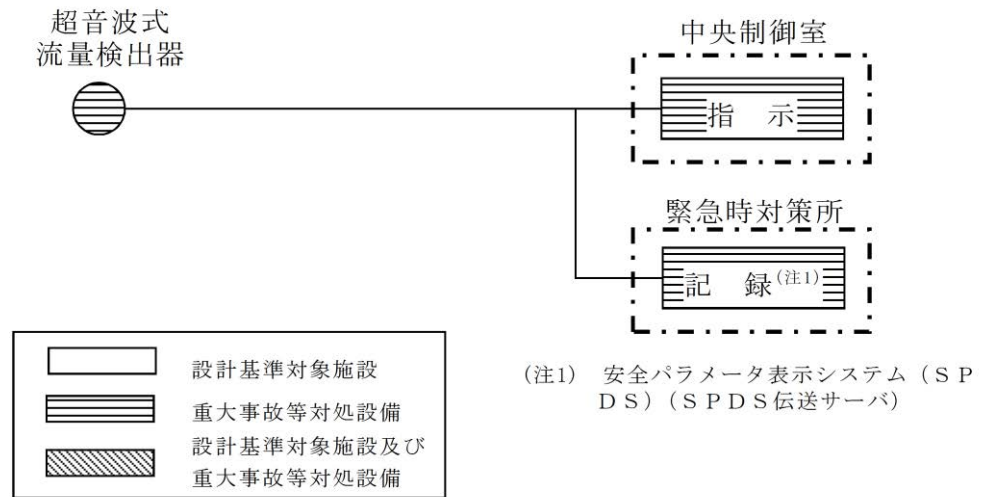 超音波式
流量検出器
中央制御室
指　示
緊急時対策所
記　録(注1)
設計基準対象施設
重大事故等対処設備
設計基準対象施設及び
重大事故等対処設備
(注1)　安全パラメータ表示システム（ＳＰ
ＤＳ）（ＳＰＤＳ伝送サーバ）